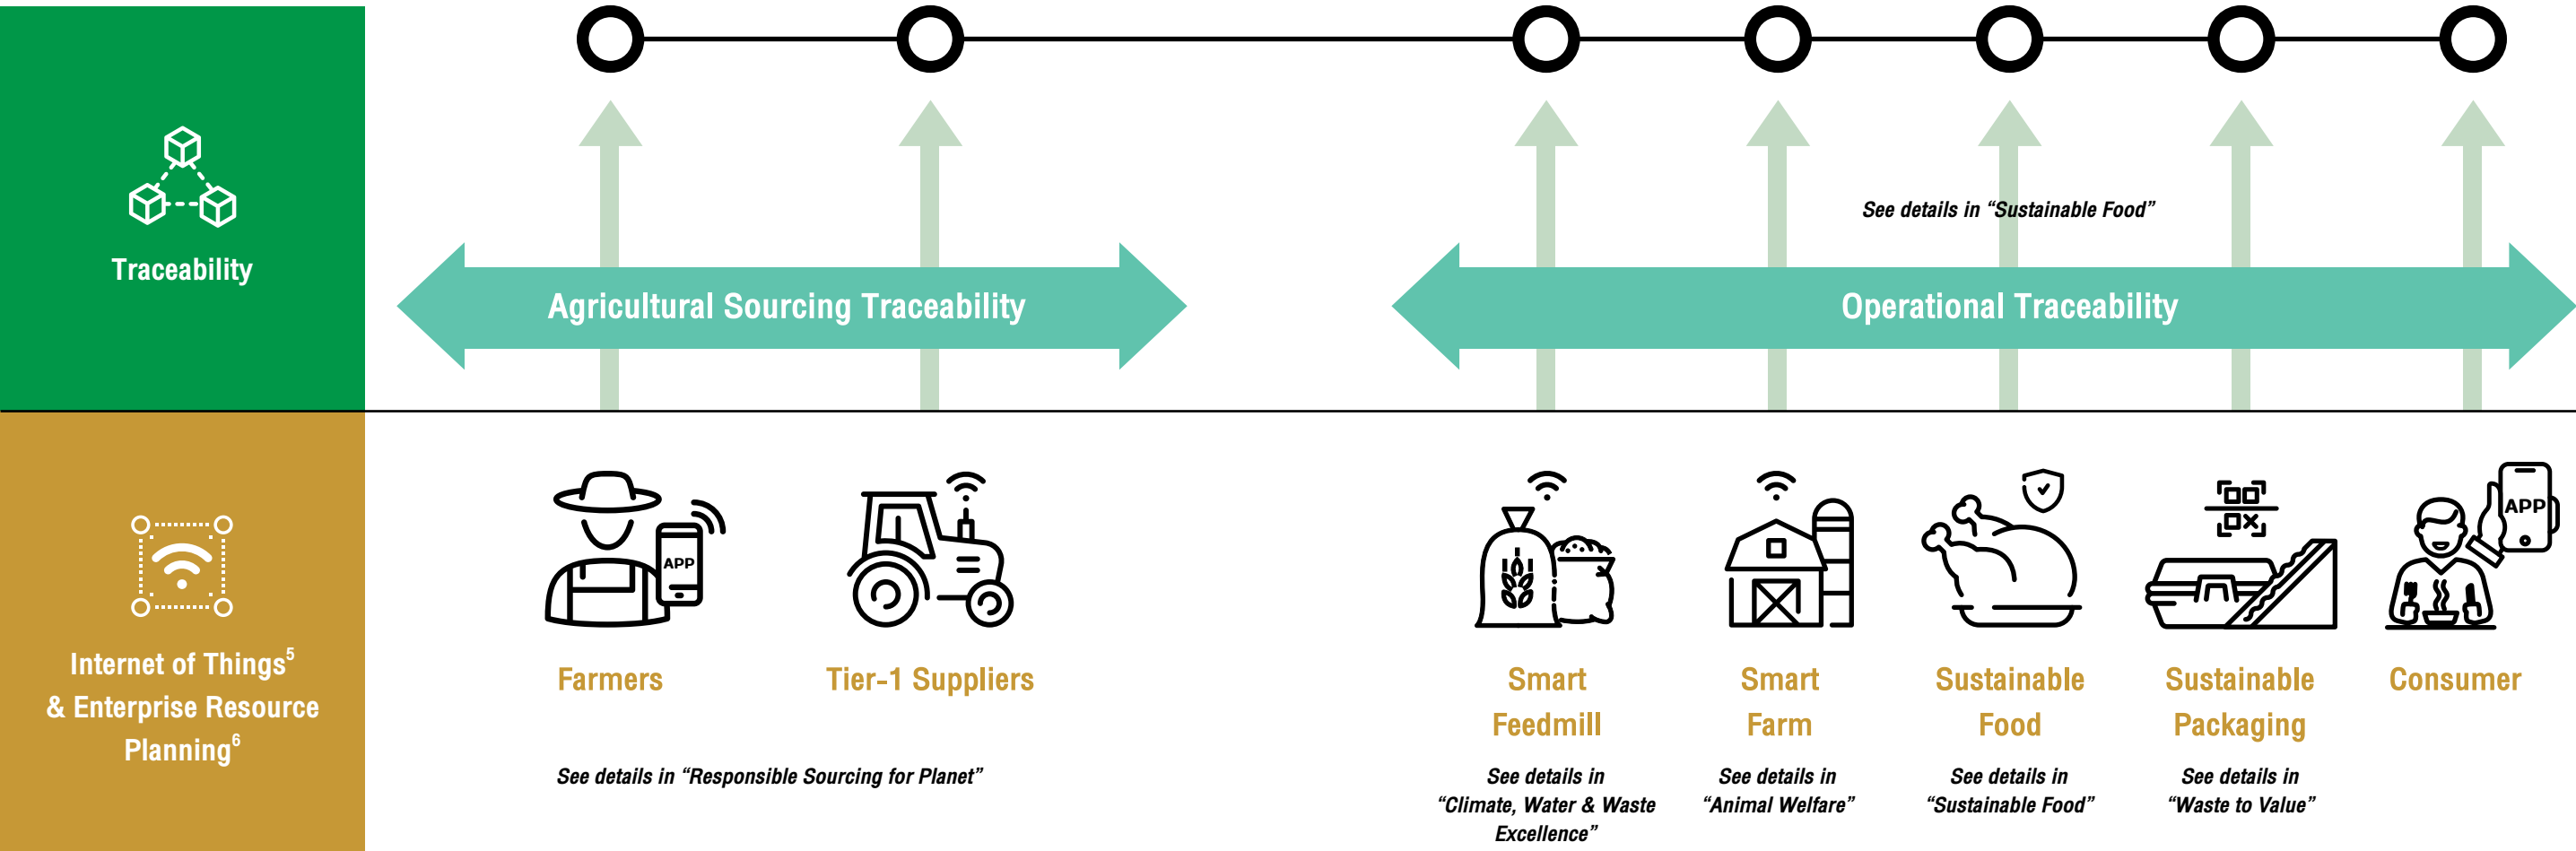 Traceability
See details in “Sustainable Food”
Agricultural Sourcing Traceability
Operational Traceability
Internet of Things5
& Enterprise Resource
Planning6
APP
Farmers
Tier-1 Suppliers
See details in “Responsible Sourcing for Planet”
Smart
Feedmill
See details in
“Climate, Water & Waste
Excellence”
Smart
Farm
See details in
“Animal Welfare”
Sustainable
Food
See details in
“Sustainable Food”
Sustainable
Packaging
See details in
“Waste to Value”
APP
Consumer